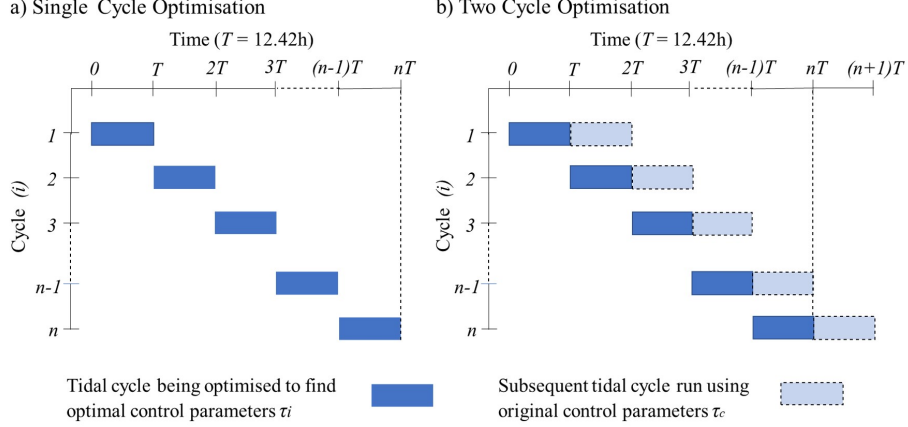 a) Single Cycle Optimisation
Time (T = 12.42h)
0 T 2T 3T (n-1)T nT
Cycle (i)
1
2
3
n-1
n
b) Two Cycle Optimisation
Time (T = 12.42h)
0 T 2T 3T (n-1)T nT (n+1)T
Cycle (i)
1
2
3
n-1
n
Tidal cycle being optimised to find
optimal control parameters τi
Subsequent tidal cycle run using
original control parameters τc